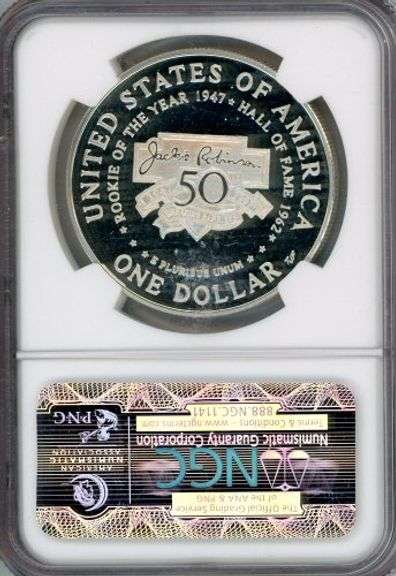 UNITED STATES OF AMERICA
ROOKIE OF THE YEAR 1947 ★ HALL OF FAME 1962
Jackie Robinson
50
E PLURIBUS UNUM
ONE DOLLAR
The Official Grading Service
of the ANA & PNG
NGC
Numismatic Guaranty Corporation
Terms & Conditions – www.ngcterms.com
888.NGC.1141
AMERICAN
NUMISMATIC
ASSOCIATION
PNG